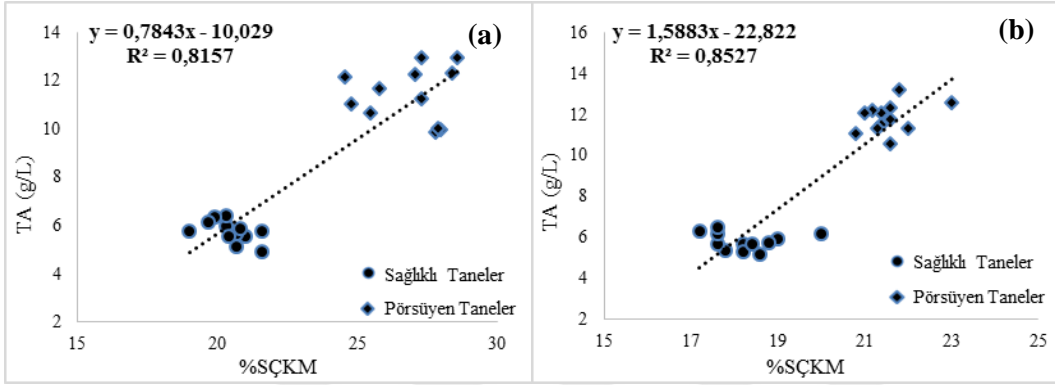 y = 0,7843x - 10,029
R² = 0,8157
(a)
14
12
10
8
6
4
2
TA (g/L)
Sağlıklı Taneler
Pörsüyen Taneler
15
20
25
30
%SÇKM
y = 1,5883x - 22,822
R² = 0,8527
(b)
16
14
12
10
8
6
4
2
TA (g/L)
Sağlıklı Taneler
Pörsüyen Taneler
15
17
19
21
23
25
%SÇKM